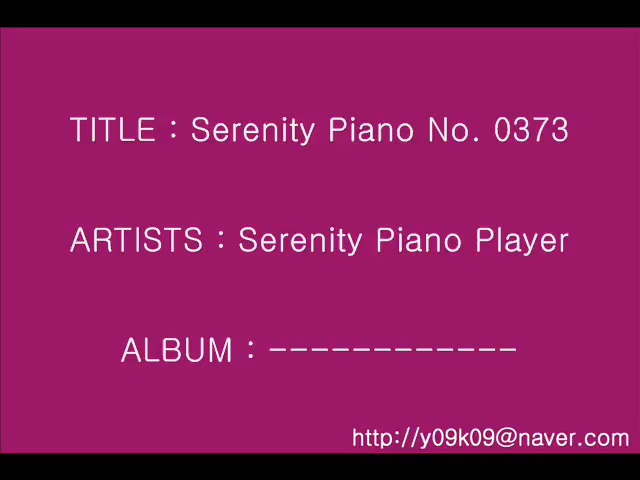 TITLE : Serenity Piano No. 0373
ARTISTS : Serenity Piano Player
ALBUM : ------------
http://y09k09@naver.com